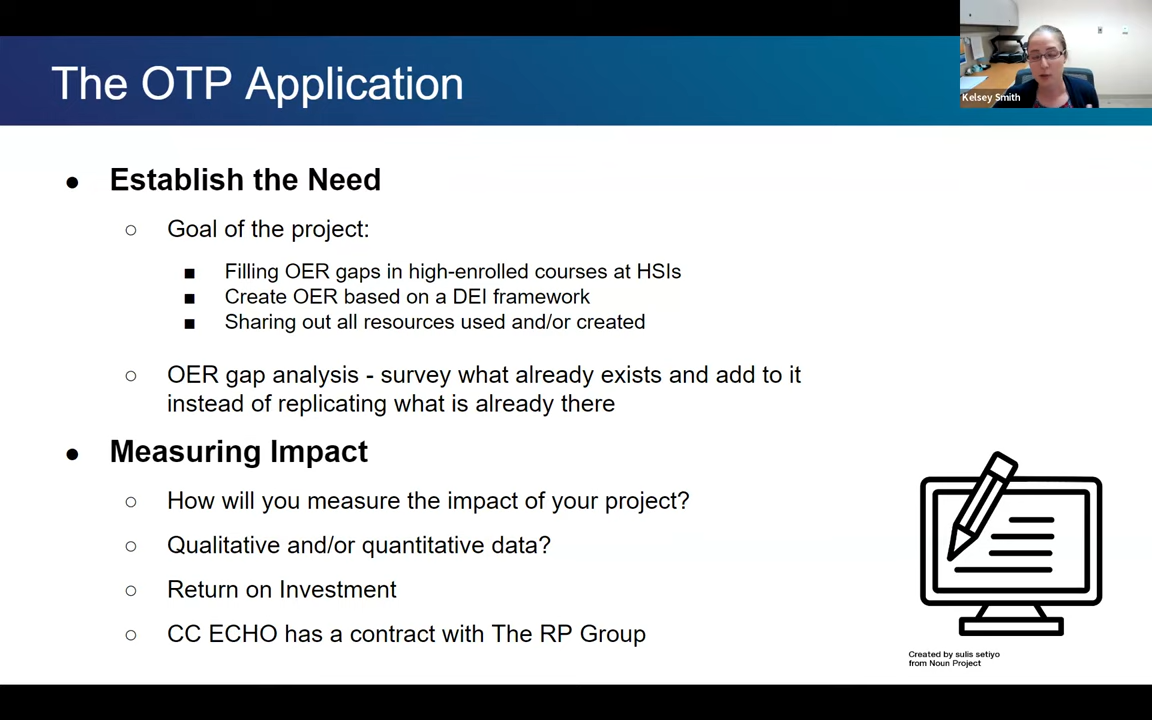 The OTP Application
Kelsey Smith
● Establish the Need
○ Goal of the project:
■ Filling OER gaps in high-enrolled courses at HSIs
■ Create OER based on a DEI framework
■ Sharing out all resources used and/or created
○ OER gap analysis - survey what already exists and add to it
instead of replicating what is already there
● Measuring Impact
○ How will you measure the impact of your project?
○ Qualitative and/or quantitative data?
○ Return on Investment
○ CC ECHO has a contract with The RP Group
Created by sulis setiyo
from Noun Project